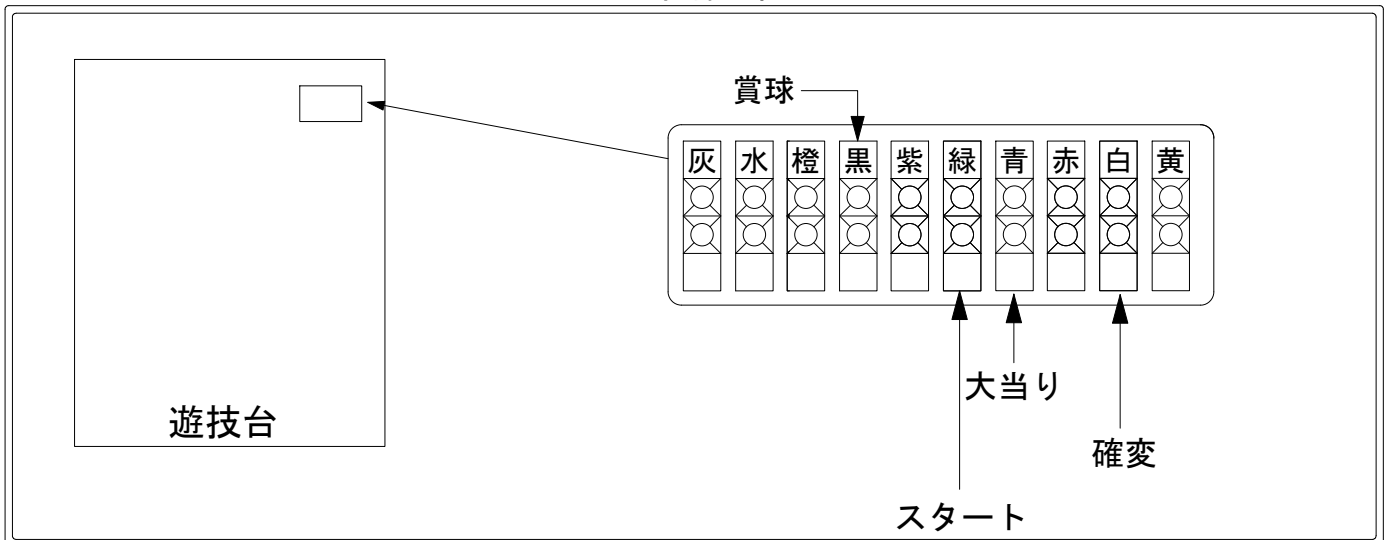 賞球
灰 水 橙 黒 紫 緑 青 赤 白 黄
大当り
遊技台
確変
スタート